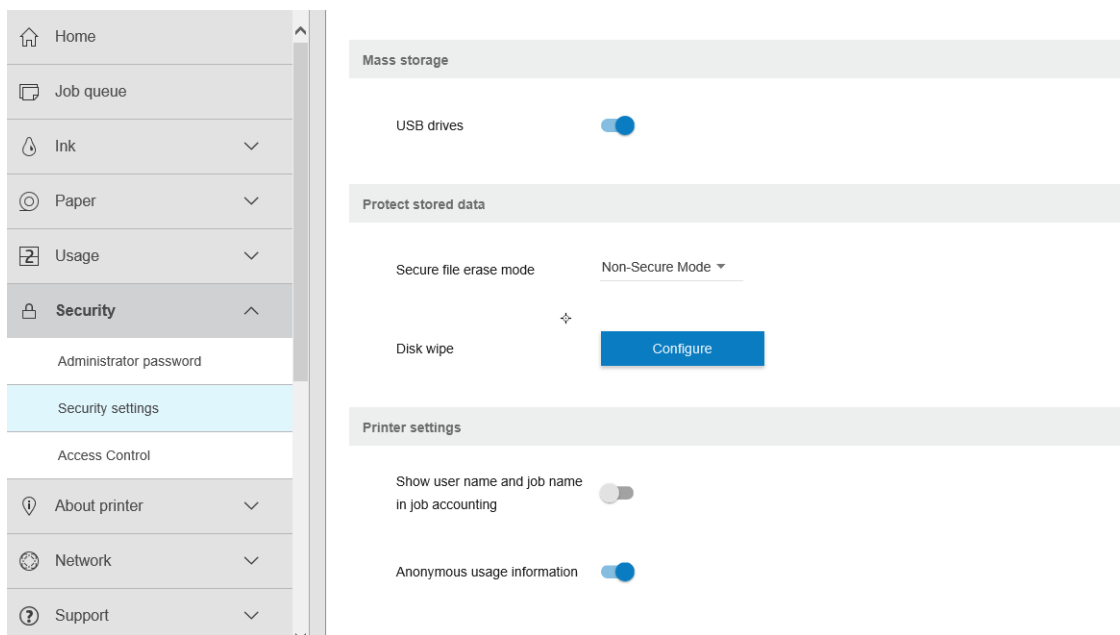 Home
Job queue
Ink
Paper
Usage
Security
Administrator password
Security settings
Access Control
About printer
Network
Support
Mass storage
USB drives
Protect stored data
Secure file erase mode
Non-Secure Mode
Disk wipe
Configure
Printer settings
Show user name and job name
in job accounting
Anonymous usage information